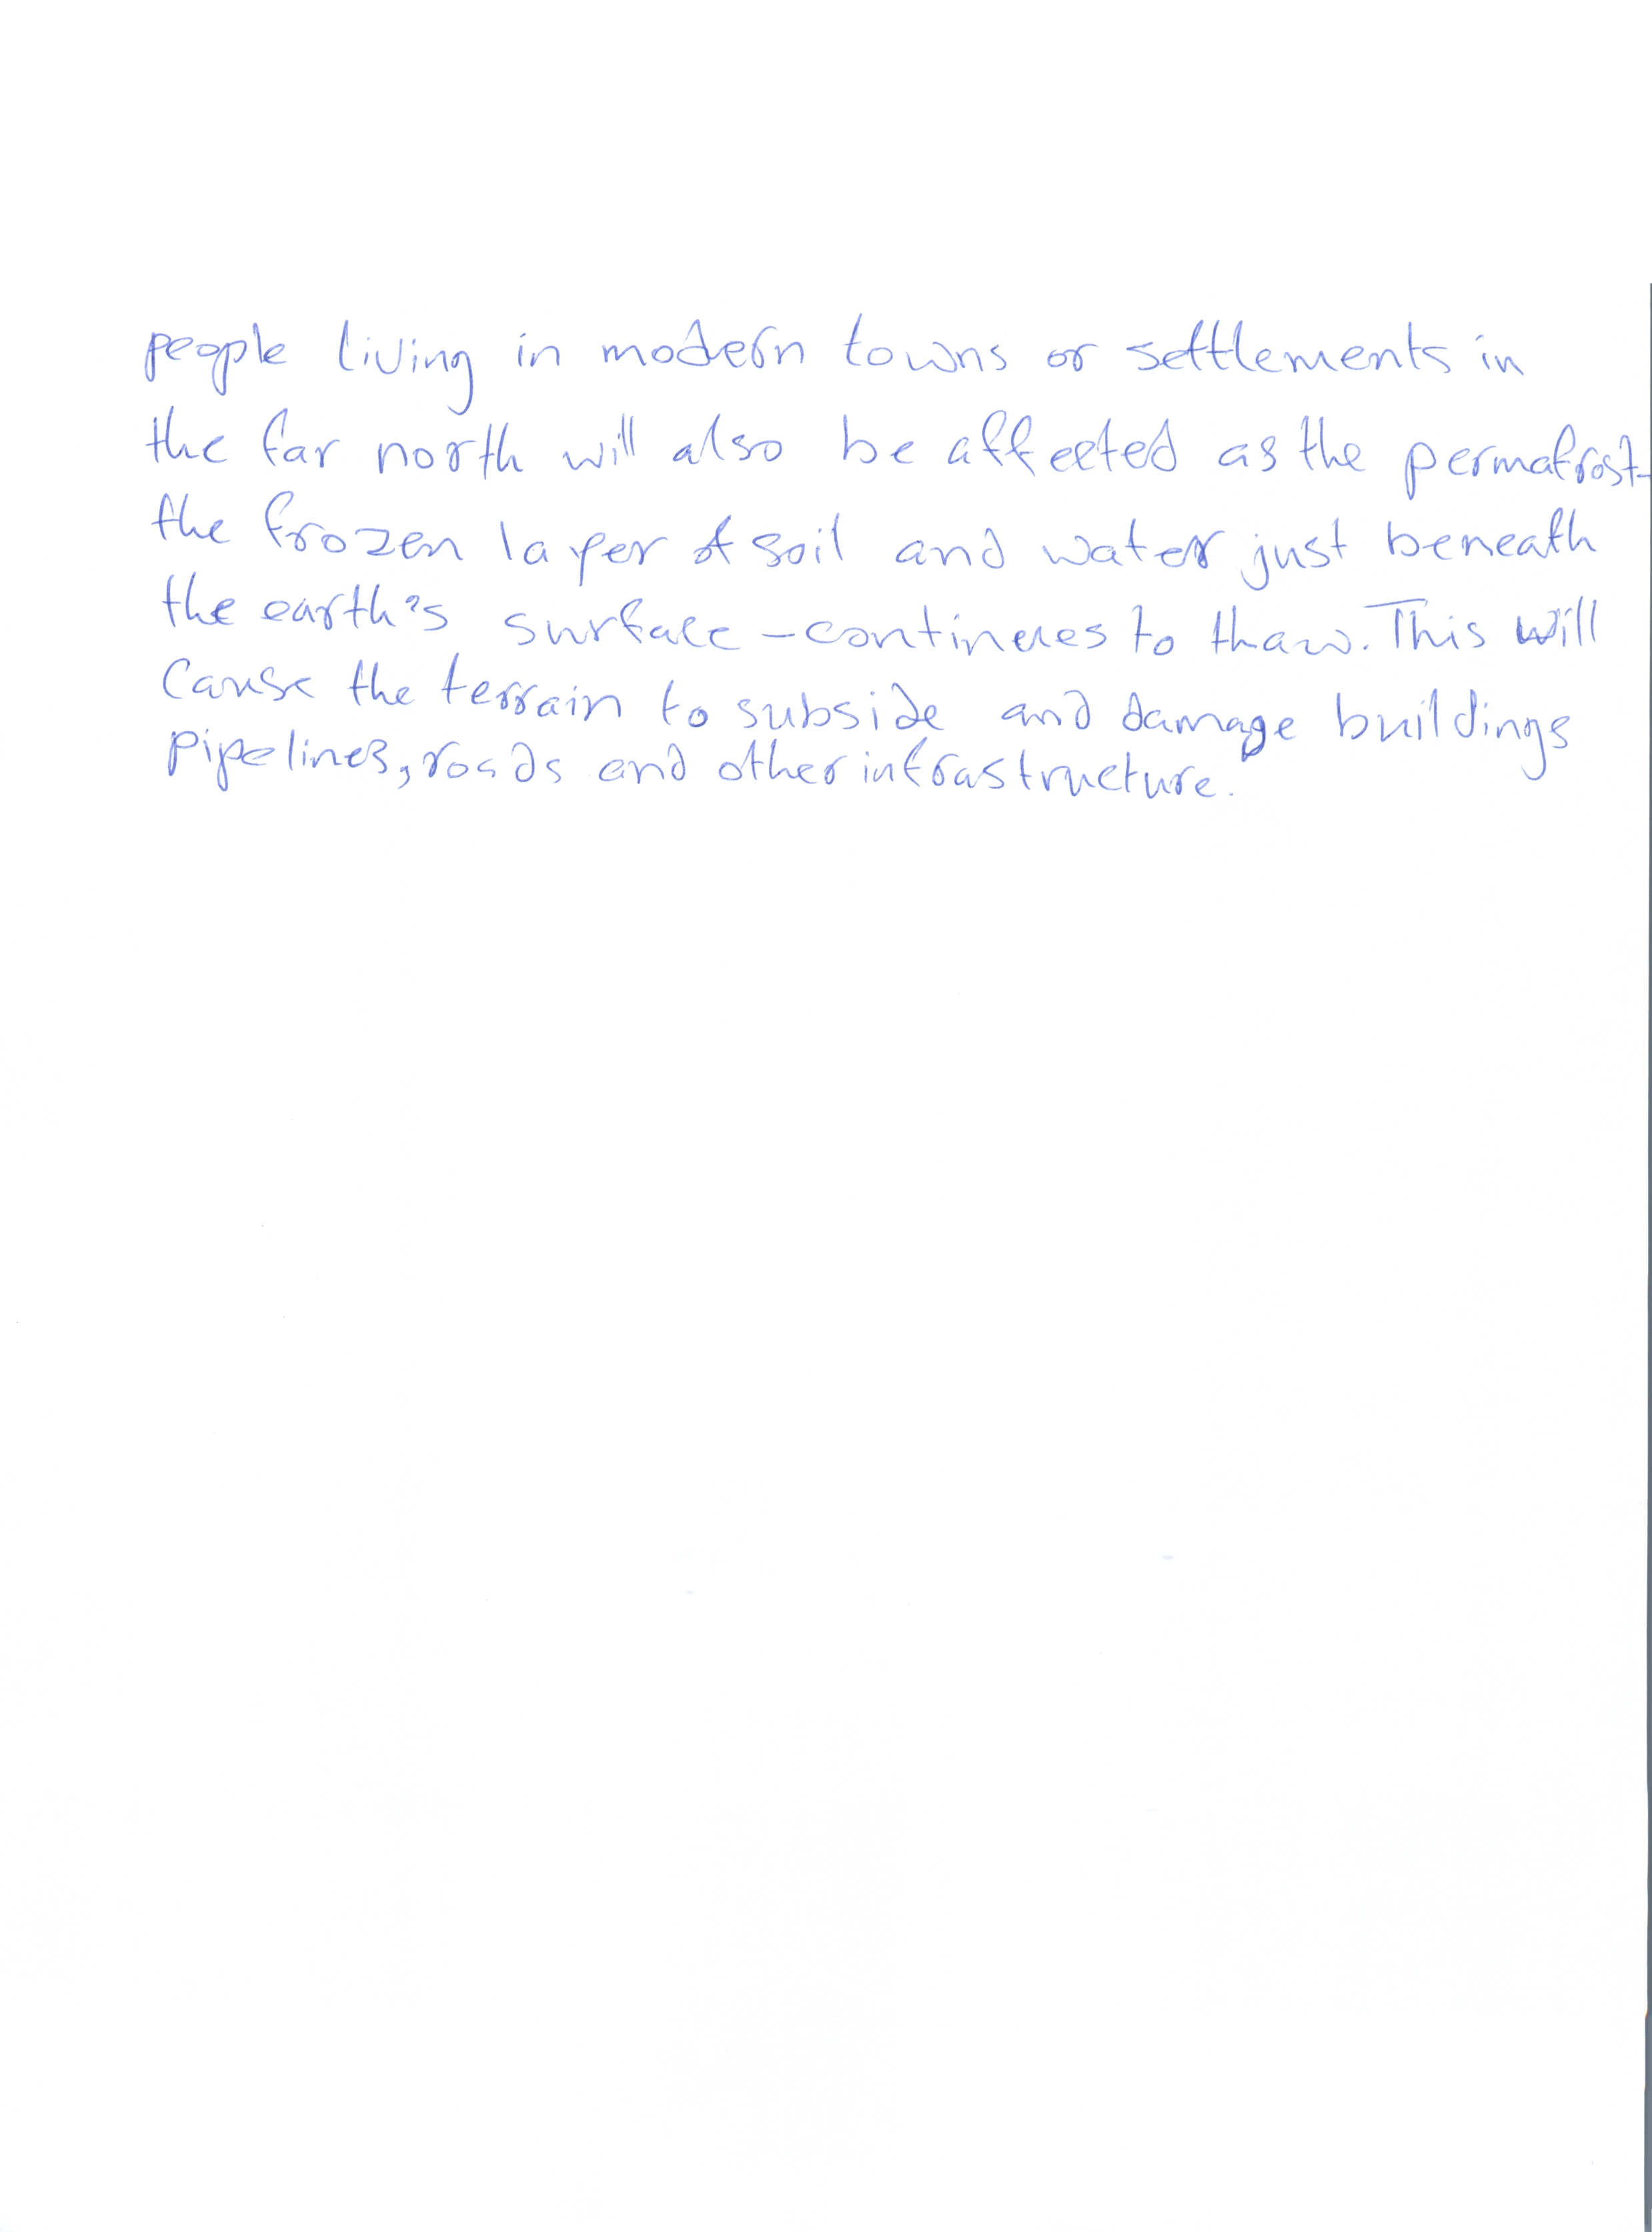 people living in modern towns or settlements in
the far north will also be affected as the permafrost-
the frozen layer of soil and water just beneath
the earth's surface - continues to thaw. This will
cause the terrain to subside and damage buildings
pipelines, roads and other infrastructure.